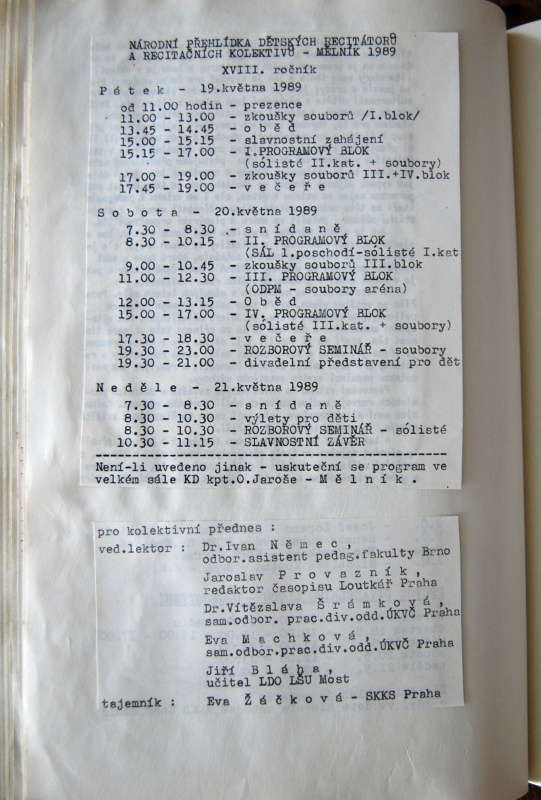 NÁRODNÍ PŘEHLÍDKA DĚTSKÝCH RECITÁTORŮ
A RECITAČNÍCH KOLEKTIVŮ - MĚLNÍK 1989
XVIII. ročník
P á t e k - 19.května 1989
od 11.00 hodin - prezence
11.00 - 13.00 - zkoušky souborů /I.blok/
13.45 - 14.45 - o b ě d
15.00 - 15.15 - slavnostní zahájení
15.15 - 17.00 - I.PROGRAMOVÝ BLOK
(sólisté II.kat. + soubory)
17.00 - 19.00 - zkoušky souborů III.+IV.blok
17.45 - 19.00 - v e č e ř e
S o b o t a - 20.května 1989
7.30 - 8.30 - s n í d a n ě
8.30 - 10.15 - II. PROGRAMOVÝ BLOK
(SÁL 1.poschodí-sólisté I.kat
9.00 - 10.45 - zkoušky souborů III.blok
11.00 - 12.30 - III. PROGRAMOVÝ BLOK
(ODPM - soubory aréna)
12.00 - 13.15 - O b ě d
15.00 - 17.00 - IV. PROGRAMOVÝ BLOK
(sólisté III.kat. + soubory)
17.30 - 18.30 - v e č e ř e
19.30 - 23.00 - ROZBOROVÝ SEMINÁŘ - soubory
19.30 - 21.00 - divadelní představení pro dět
N e d ě l e - 21.května 1989
7.30 - 8.30 - s n í d a n ě
8.30 - 10.30 - výlety pro děti
8.30 - 10.30 - ROZBOROVÝ SEMINÁŘ - sólisté
10.30 - 11.15 - SLAVNOSTNÍ ZÁVĚR
Není-li uvedeno jinak - uskuteční se program ve
velkém sále KD kpt.O.Jaroše - M ě l n í k .
pro kolektivní přednes :
ved.lektor : Dr.Ivan N ě m e c ,
odbor.asistent pedag.fakulty Brno
Jaroslav P r o v a z n í k ,
redaktor časopisu Loutkář Praha
Dr.Vítězslava Š r á m k o v á ,
sam.odbor. prac.div.odd.ÚKVČ Praha
Eva M a c h k o v á ,
sam.odbor.prac.div.odd.ÚKVČ Praha
Jiří B l á h a ,
učitel LDO LŠU Most
tajemník : Eva Ž á č k o v á - SKKS Praha